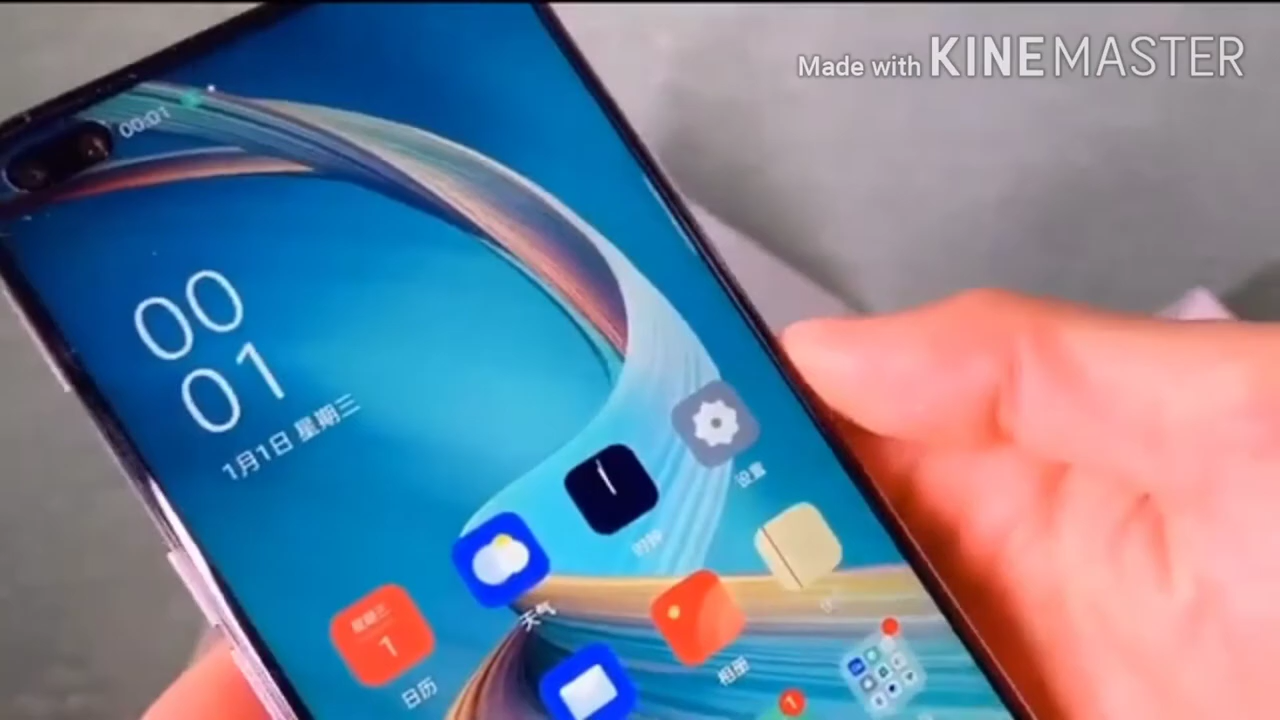 Made with KINEMASTER
00:01
00
01
1月1日 星期三
设置
时钟
天气
星期三
1
日历
相册
1